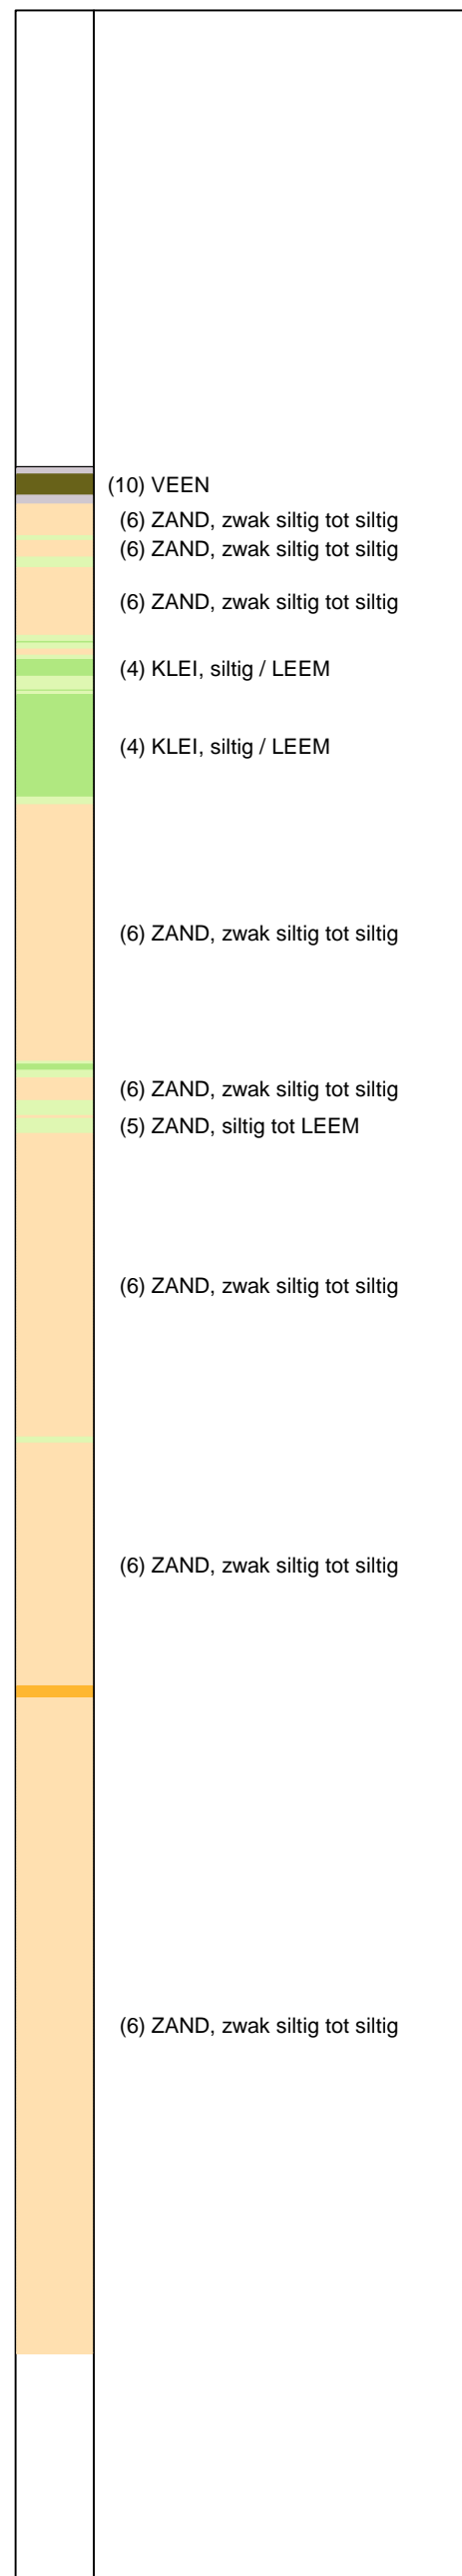 (10) VEEN
(6) ZAND, zwak siltig tot siltig
(6) ZAND, zwak siltig tot siltig
(6) ZAND, zwak siltig tot siltig
(4) KLEI, siltig / LEEM
(4) KLEI, siltig / LEEM
(6) ZAND, zwak siltig tot siltig
(6) ZAND, zwak siltig tot siltig
(5) ZAND, siltig tot LEEM
(6) ZAND, zwak siltig tot siltig
(6) ZAND, zwak siltig tot siltig
(6) ZAND, zwak siltig tot siltig